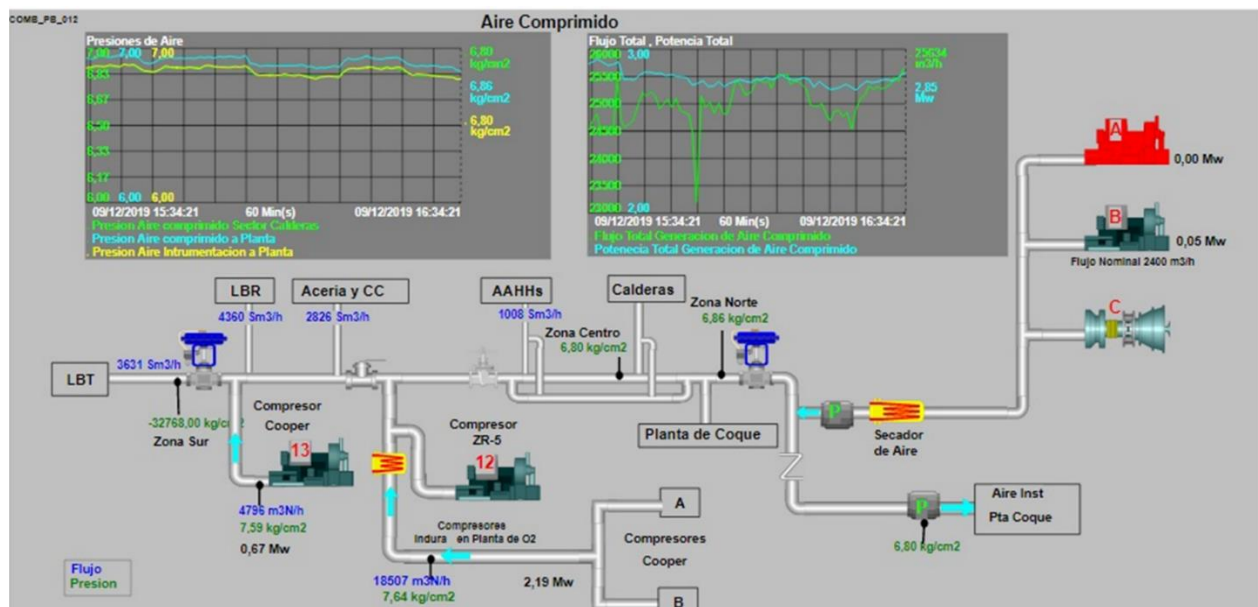 COMB_PB_012
Aire Comprimido
Presiones de Aire
7,00 7,00 7,00
6,83
6,67
6,50
6,33
6,17
6,00 6,00 6,00
6,80
kg/cm2
6,86
kg/cm2
6,80
kg/cm2
09/12/2019 15:34:21 60 Min(s) 09/12/2019 16:34:21
Presion Aire comprimido Sector Calderas
Presion Aire comprimido a Planta
Presion Aire Intrumentacion a Planta
Flujo Total , Potencia Total
26000 3,00
25500
25000
24500
24000
23500
23000 2,00
25634
m3/h
2,85
Mw
09/12/2019 15:34:21 60 Min(s) 09/12/2019 16:34:21
Flujo Total Generacion de Aire Comprimido
Potenecia Total Generacion de Aire Comprimido
A
0,00 Mw
B
0,05 Mw
Flujo Nominal 2400 m3/h
C
LBR
4360 Sm3/h
Aceria y CC
2826 Sm3/h
AAHHs
1008 Sm3/h
Calderas
Zona Norte
6,86 kg/cm2
Zona Centro
6,80 kg/cm2
3631 Sm3/h
LBT
-32768,00 kg/cm2
Zona Sur
Compresor
Cooper
13
4796 m3N/h
7,59 kg/cm2
0,67 Mw
Compresor
ZR-5
12
Planta de Coque
P
Secador
de Aire
P
Aire Inst
Pta Coque
6,80 kg/cm2
Compresores
Indura en Planta de O2
18507 m3N/h
7,64 kg/cm2
2,19 Mw
A
Compresores
Cooper
B
Flujo
Presion